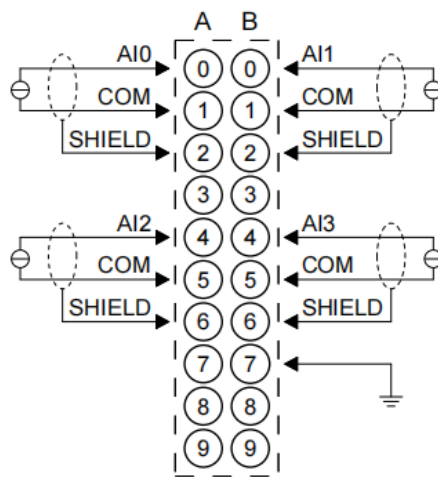 A B
AI0 0 0 AI1
COM 1 1 COM
SHIELD 2 2 SHIELD
3 3
AI2 4 4 AI3
COM 5 5 COM
SHIELD 6 6 SHIELD
7 7
8 8
9 9